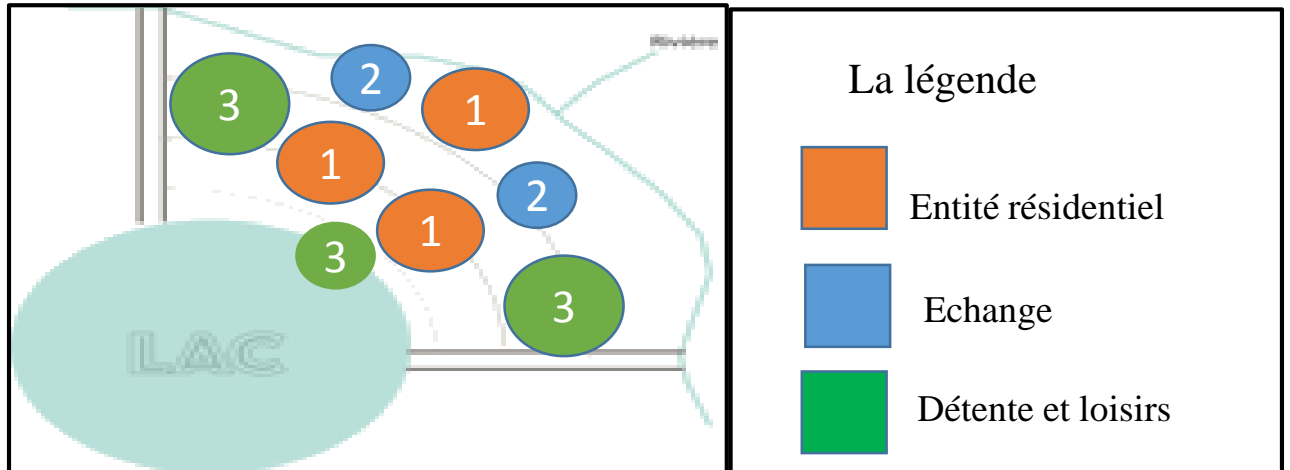 Rivière
2
3
1
1
2
1
3
3
LAC
La légende
Entité résidentiel
Echange
Détente et loisirs